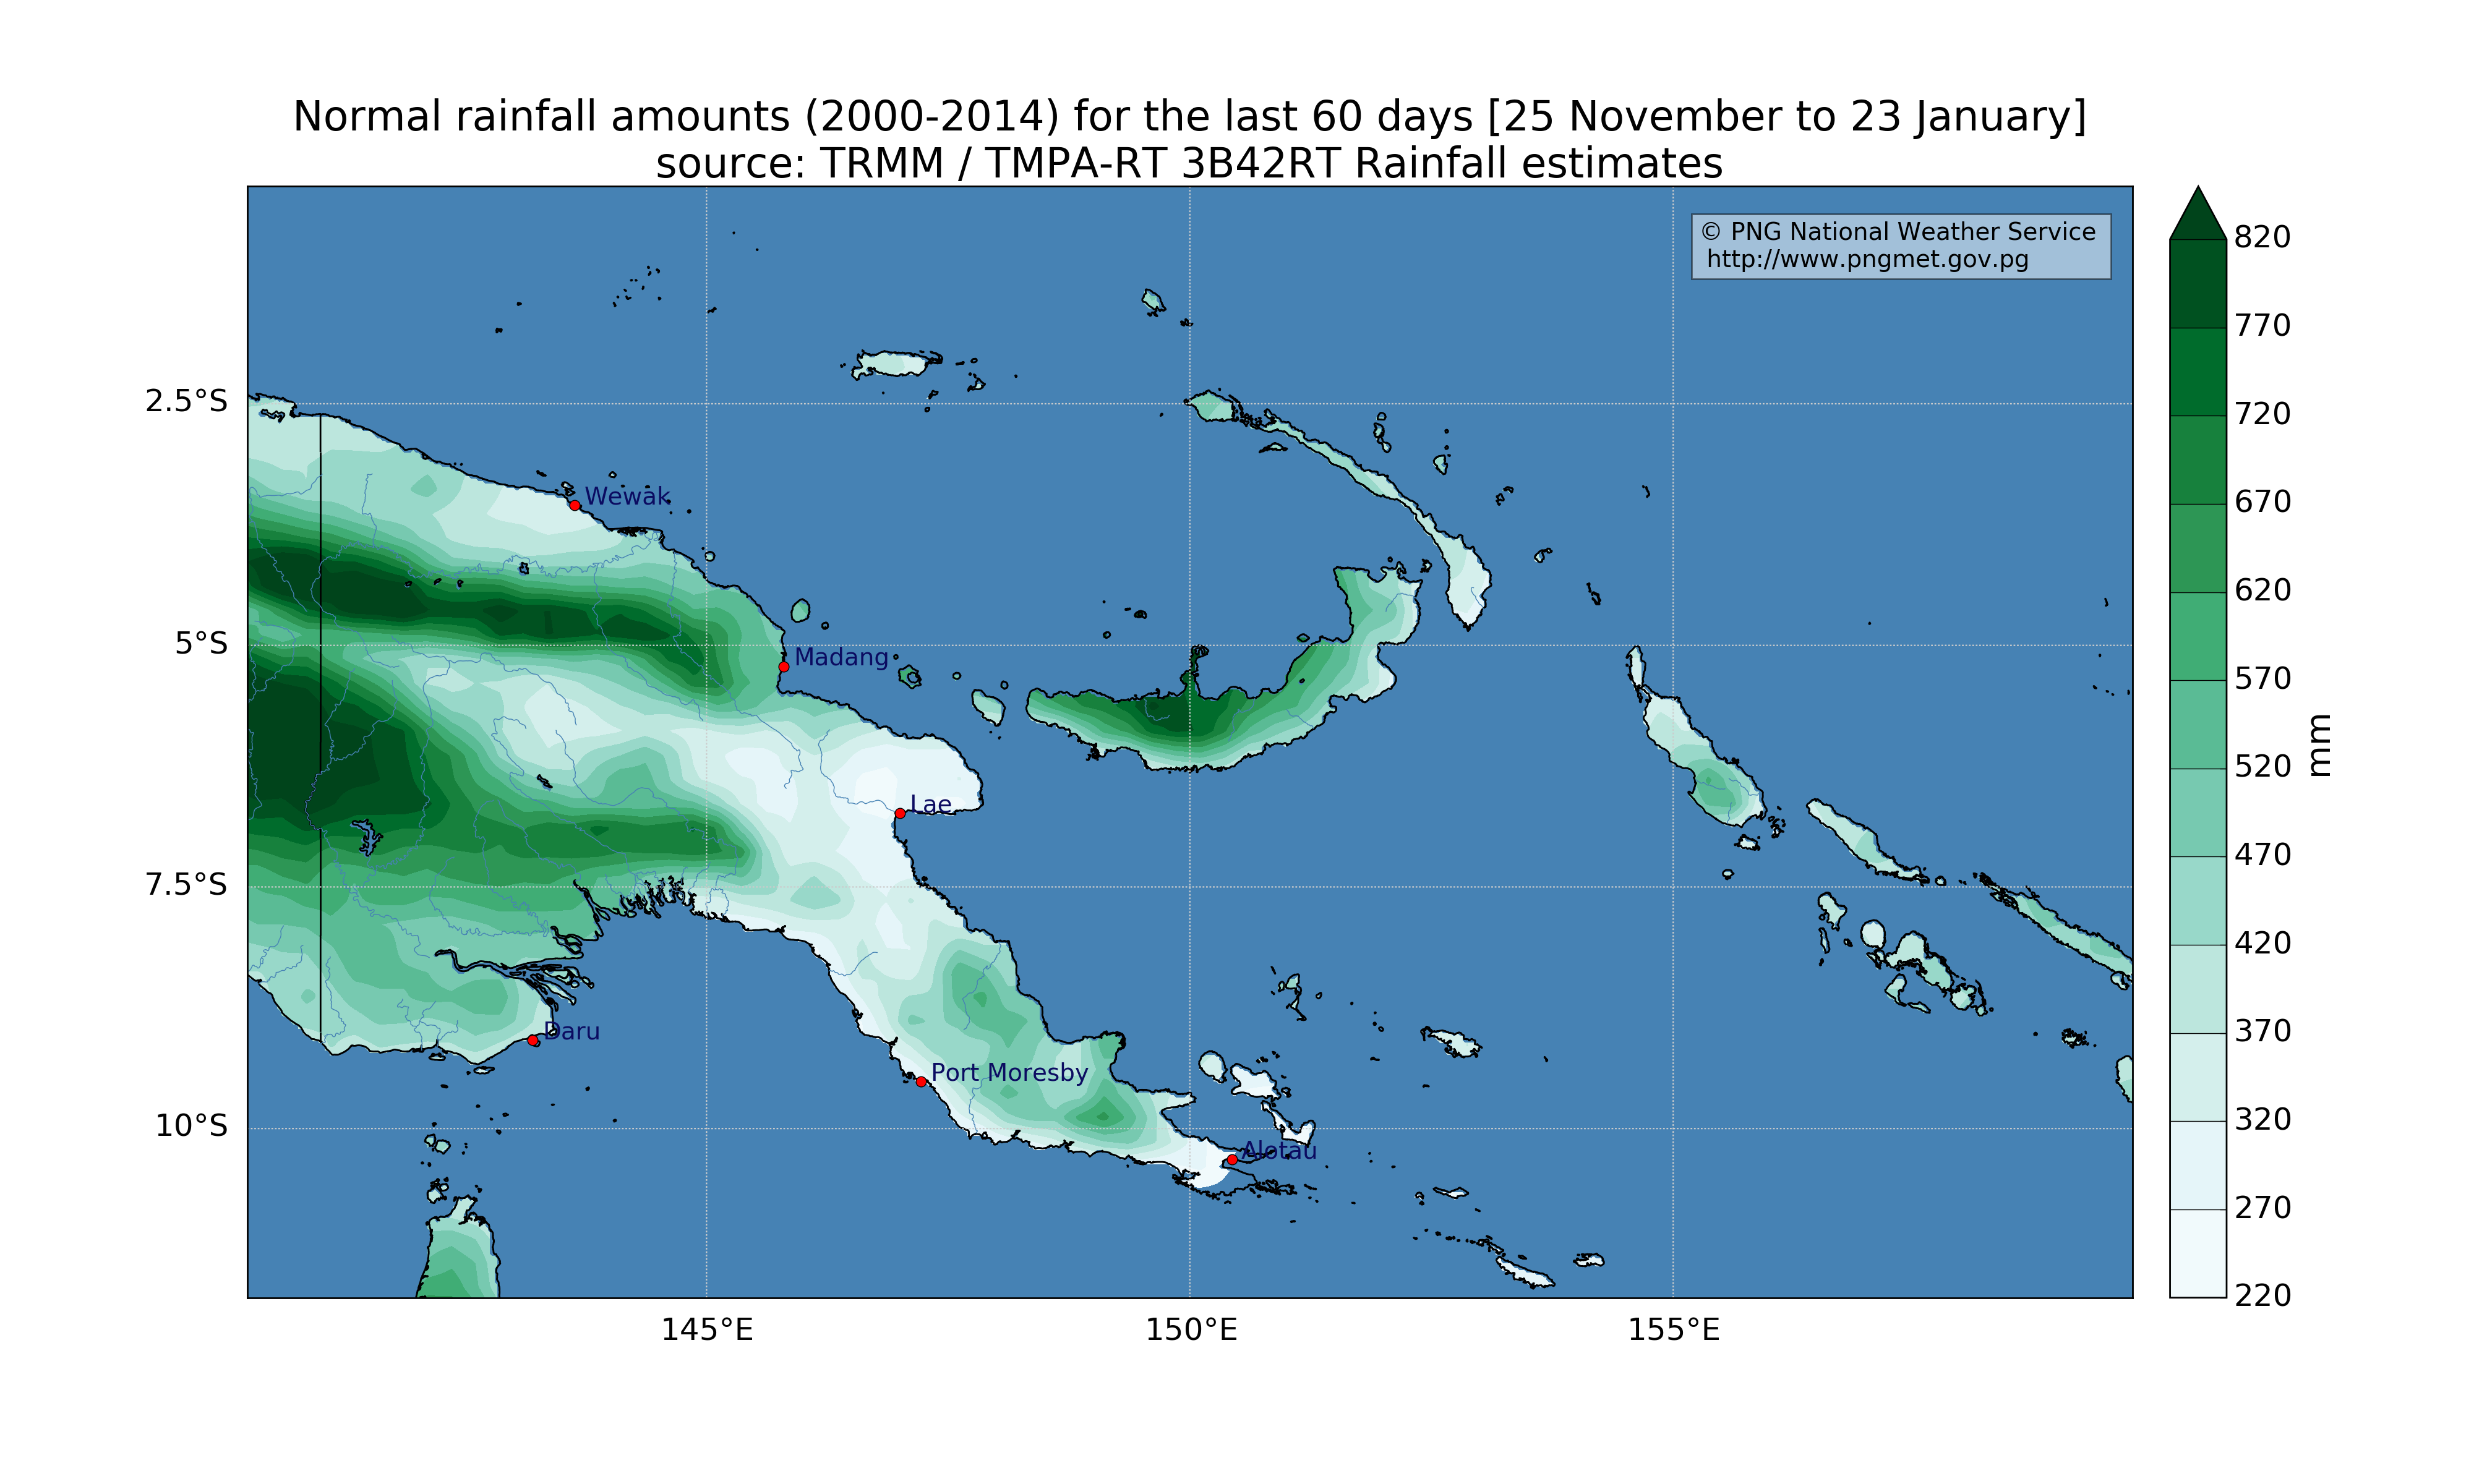 Normal rainfall amounts (2000-2014) for the last 60 days [25 November to 23 January]
source: TRMM / TMPA-RT 3B42RT Rainfall estimates
© PNG National Weather Service
http://www.pngmet.gov.pg
2.5°S
5°S
7.5°S
10°S
145°E
150°E
155°E
Wewak
Madang
Lae
Daru
Port Moresby
Alotau
820
770
720
670
620
570
520
470
420
370
320
270
220
mm